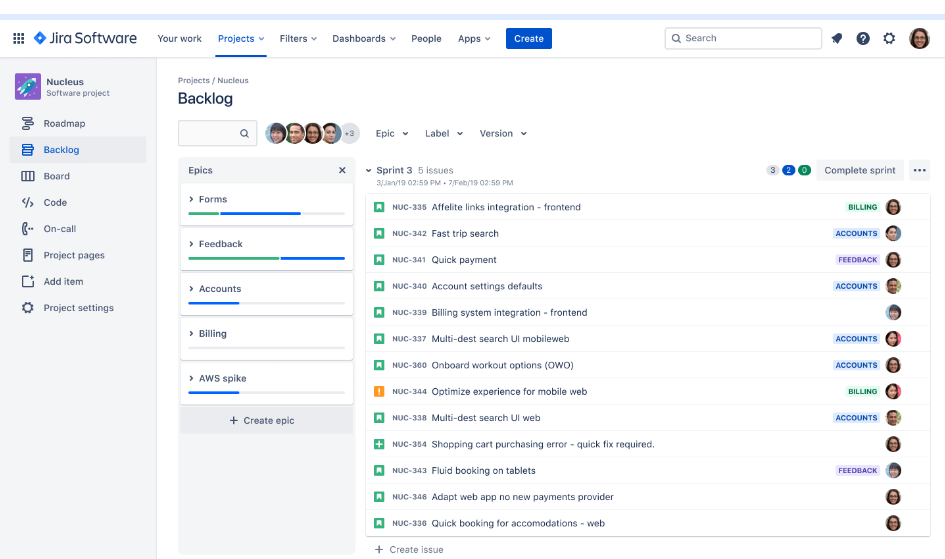 Jira Software Your work Projects Filters Dashboards People Apps Create Search
Nucleus
Software project
Roadmap
Backlog
Board
Code
On-call
Project pages
Add item
Project settings
Projects / Nucleus
Backlog
+3 Epic Label Version
Epics
Forms
Feedback
Accounts
Billing
AWS spike
+ Create epic
Sprint 3 5 issues 3 2 0 Complete sprint
3/Jan/19 02:59 PM • 7/Feb/19 02:59 PM
NUC-335 Affelite links integration - frontend BILLING
NUC-342 Fast trip search ACCOUNTS
NUC-341 Quick payment FEEDBACK
NUC-340 Account settings defaults ACCOUNTS
NUC-339 Billing system integration - frontend
NUC-337 Multi-dest search UI mobileweb ACCOUNTS
NUC-360 Onboard workout options (OWO) ACCOUNTS
NUC-344 Optimize experience for mobile web BILLING
NUC-338 Multi-dest search UI web ACCOUNTS
NUC-354 Shopping cart purchasing error - quick fix required.
NUC-343 Fluid booking on tablets FEEDBACK
NUC-346 Adapt web app no new payments provider
NUC-336 Quick booking for accomodations - web
+ Create issue